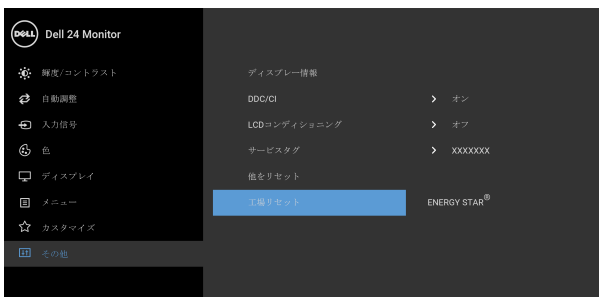 DELL
Dell 24 Monitor
輝度/コントラスト
自動調整
入力信号
色
ディスプレイ
メニュー
カスタマイズ
その他
ディスプレー情報
DDC/CI オン
LCDコンディショニング オフ
サービスタグ XXXXXXX
他をリセット
工場リセット ENERGY STAR®